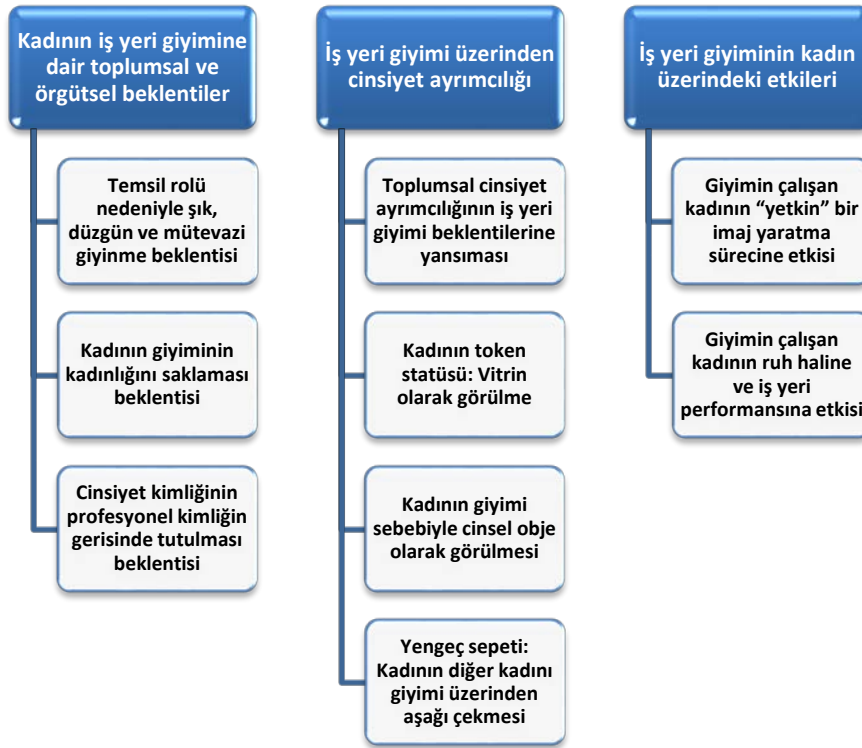 Kadının iş yeri giyimine
dair toplumsal ve
örgütsel beklentiler
Temsil rolü
nedeniyle şık,
düzgün ve mütevazi
giyinme beklentisi
Kadının giyiminin
kadınlığını saklaması
beklentisi
Cinsiyet kimliğinin
profesyonel kimliğin
gerisinde tutulması
beklentisi
İş yeri giyimi üzerinden
cinsiyet ayrımcılığı
Toplumsal cinsiyet
ayrımcılığının iş yeri
giyimi beklentilerine
yansıması
Kadının token
statüsü: Vitrin
olarak görülme
Kadının giyimi
sebebiyle cinsel obje
olarak görülmesi
Yengeç sepeti:
Kadının diğer kadını
giyimi üzerinden
aşağı çekmesi
İş yeri giyiminin kadın
üzerindeki etkileri
Giyimin çalışan
kadının “yetkin” bir
imaj yaratma
sürecine etkisi
Giyimin çalışan
kadının ruh haline
ve iş yeri
performansına etkisi